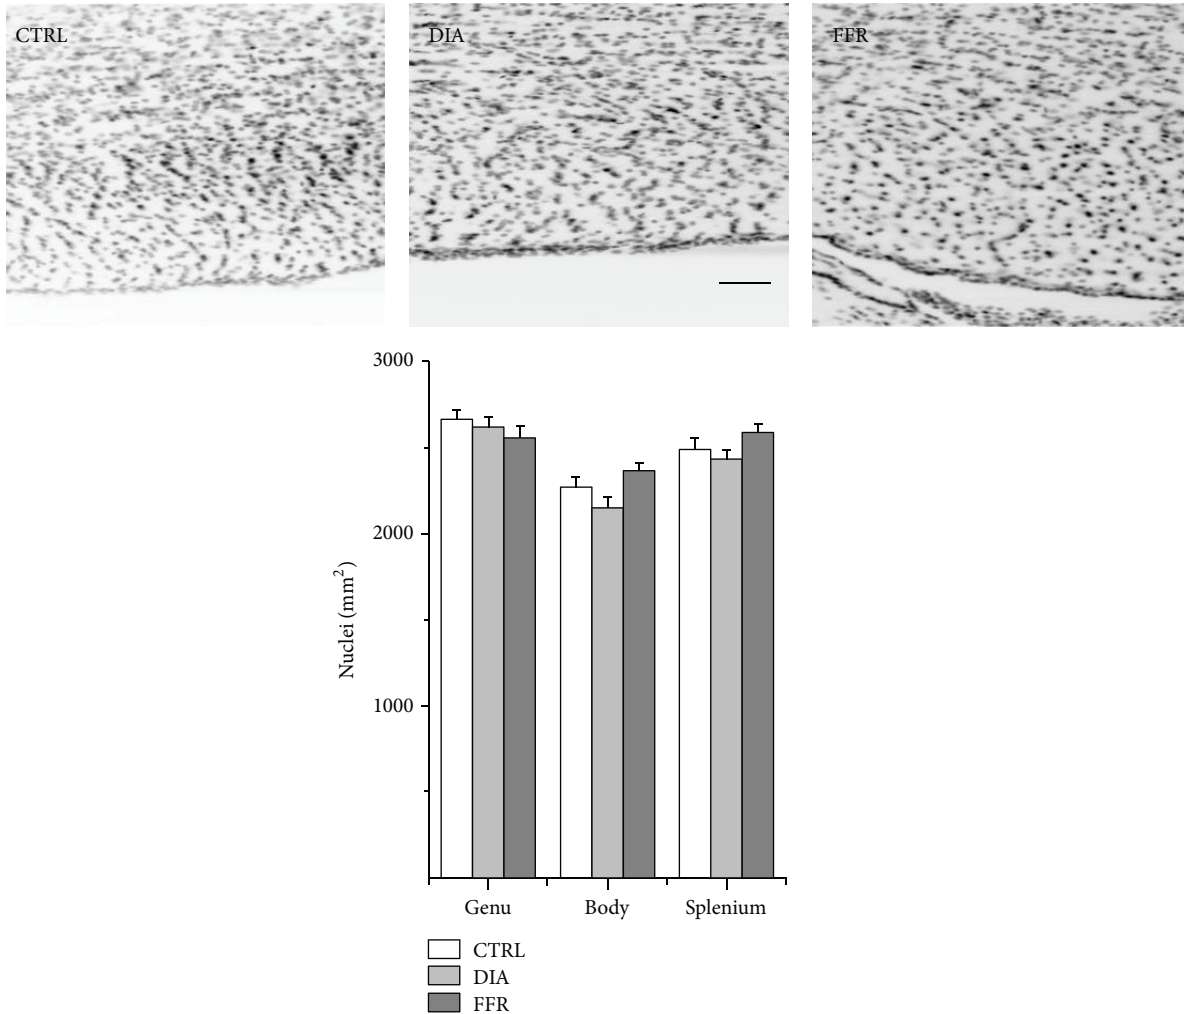 CTRL
DIA
FFR
3000
2000
1000
Nuclei (mm²)
Genu
Body
Splenium
CTRL
DIA
FFR